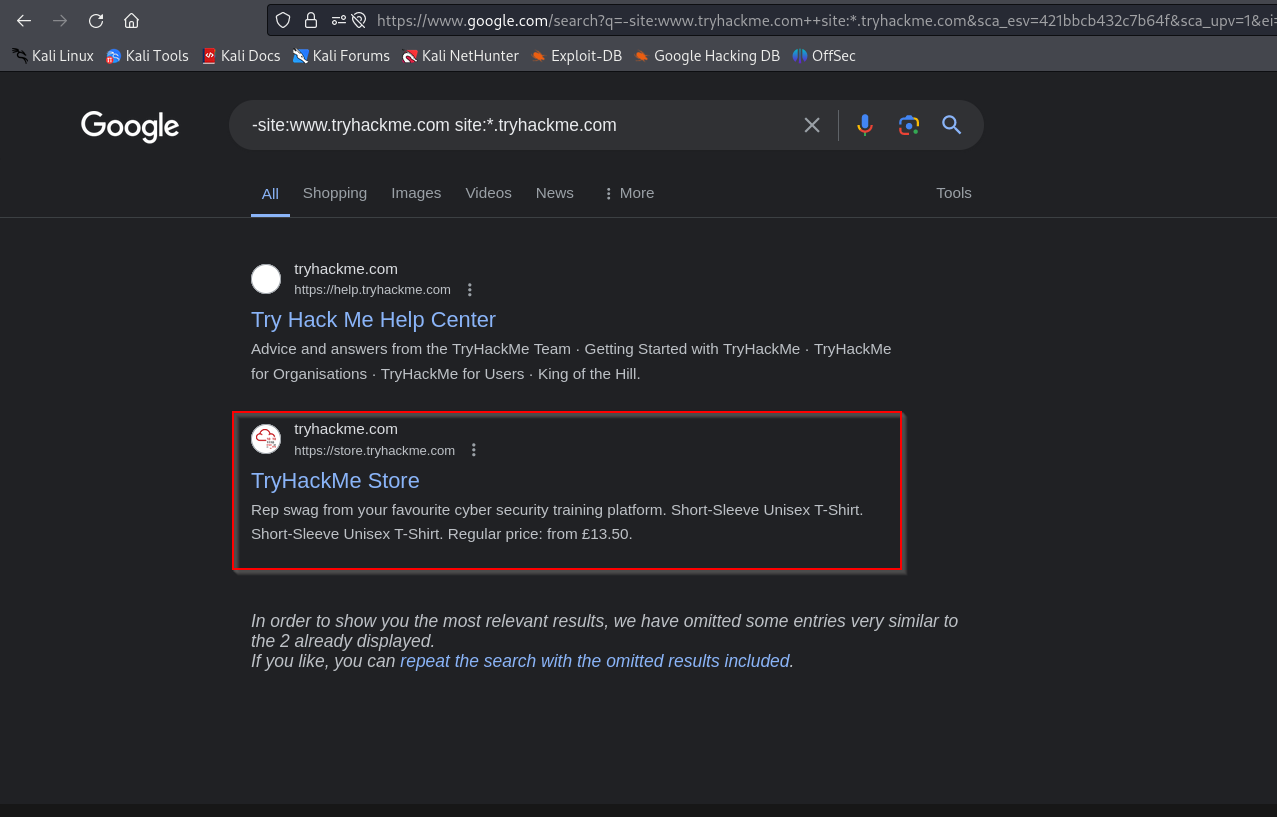 https://www.google.com/search?q=-site:www.tryhackme.com++site:*.tryhackme.com&sca_esv=421bbcb432c7b64f&sca_upv=1&ei=
Kali Linux Kali Tools Kali Docs Kali Forums Kali NetHunter Exploit-DB Google Hacking DB OffSec
Google
-site:www.tryhackme.com site:*.tryhackme.com
All Shopping Images Videos News More Tools
tryhackme.com
https://help.tryhackme.com
Try Hack Me Help Center
Advice and answers from the TryHackMe Team · Getting Started with TryHackMe · TryHackMe
for Organisations · TryHackMe for Users · King of the Hill.
tryhackme.com
https://store.tryhackme.com
TryHackMe Store
Rep swag from your favourite cyber security training platform. Short-Sleeve Unisex T-Shirt.
Short-Sleeve Unisex T-Shirt. Regular price: from £13.50.
In order to show you the most relevant results, we have omitted some entries very similar to
the 2 already displayed.
If you like, you can repeat the search with the omitted results included.